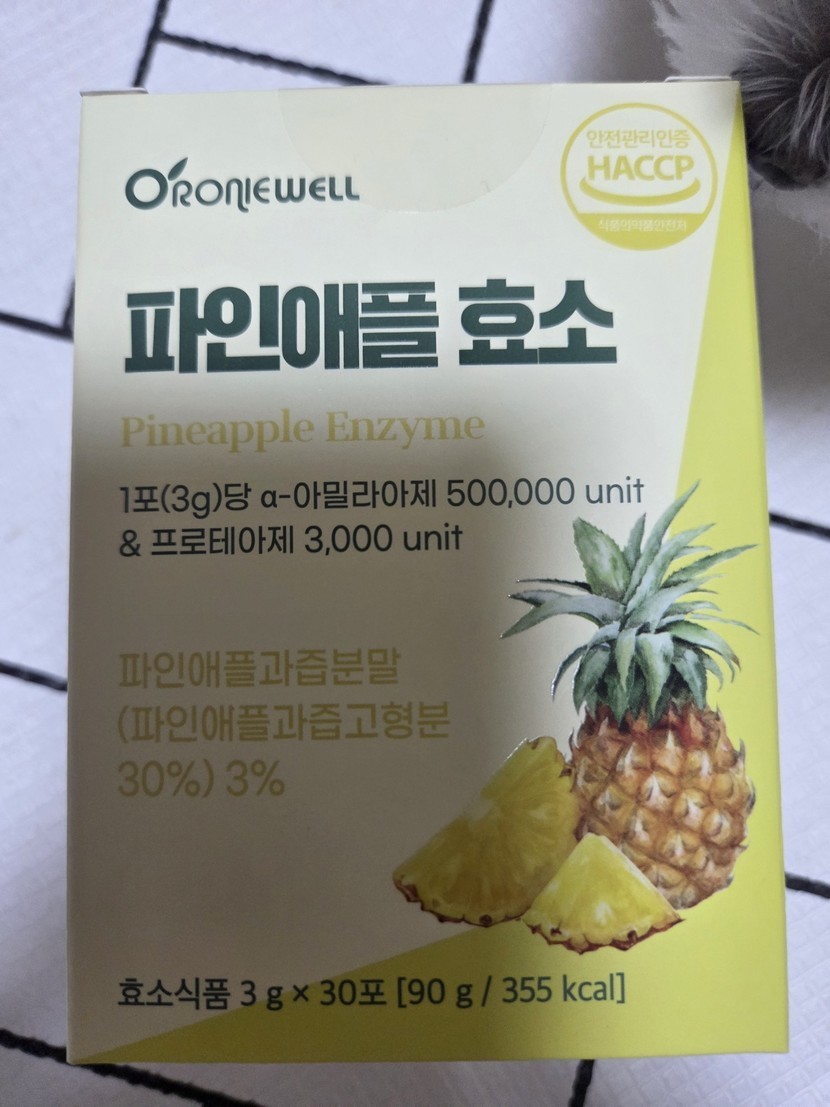 O'RONIEWELL
안전관리인증
HACCP
식품의약품안전처
파인애플 효소
Pineapple Enzyme
1포(3g)당 α-아밀라아제 500,000 unit
& 프로테아제 3,000 unit
파인애플과즙분말
(파인애플과즙고형분
30%) 3%
효소식품 3 g × 30포 [90 g / 355 kcal]